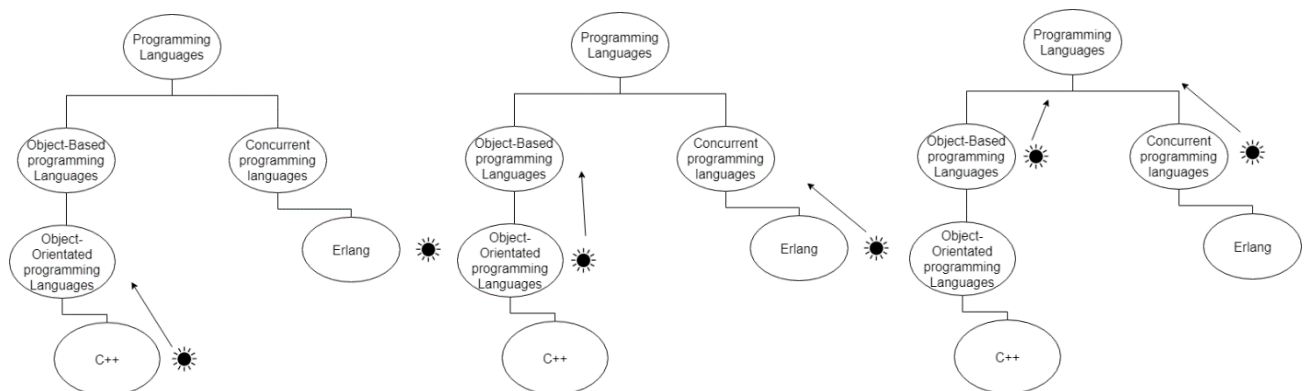 Programming
Languages
Object-Based
programming
Languages
Concurrent
programming
languages
Object-
Orientated
programming
Languages
Erlang
C++
Programming
Languages
Object-Based
programming
Languages
Concurrent
programming
languages
Object-
Orientated
programming
Languages
Erlang
C++
Programming
Languages
Object-Based
programming
Languages
Concurrent
programming
languages
Object-
Orientated
programming
Languages
Erlang
C++